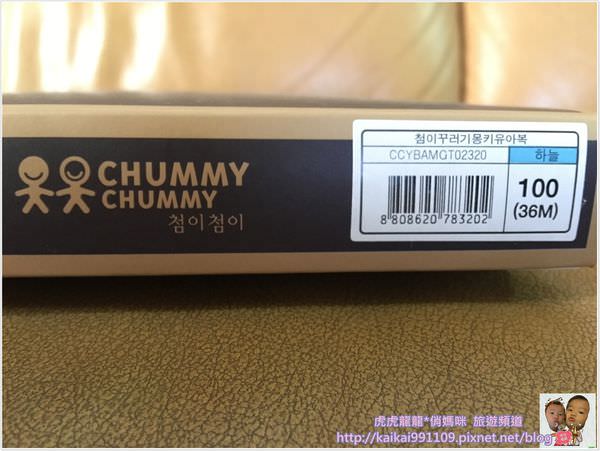 CHUMMY
CHUMMY
첨이첨이
첨이꾸러기몽키유아복
CCYBAMGT02320 하늘
100
(36M)
8 808620 783202
虎虎龍龍*俏媽咪 旅遊頻道
http://kaikai991109.pixnet.net/blog